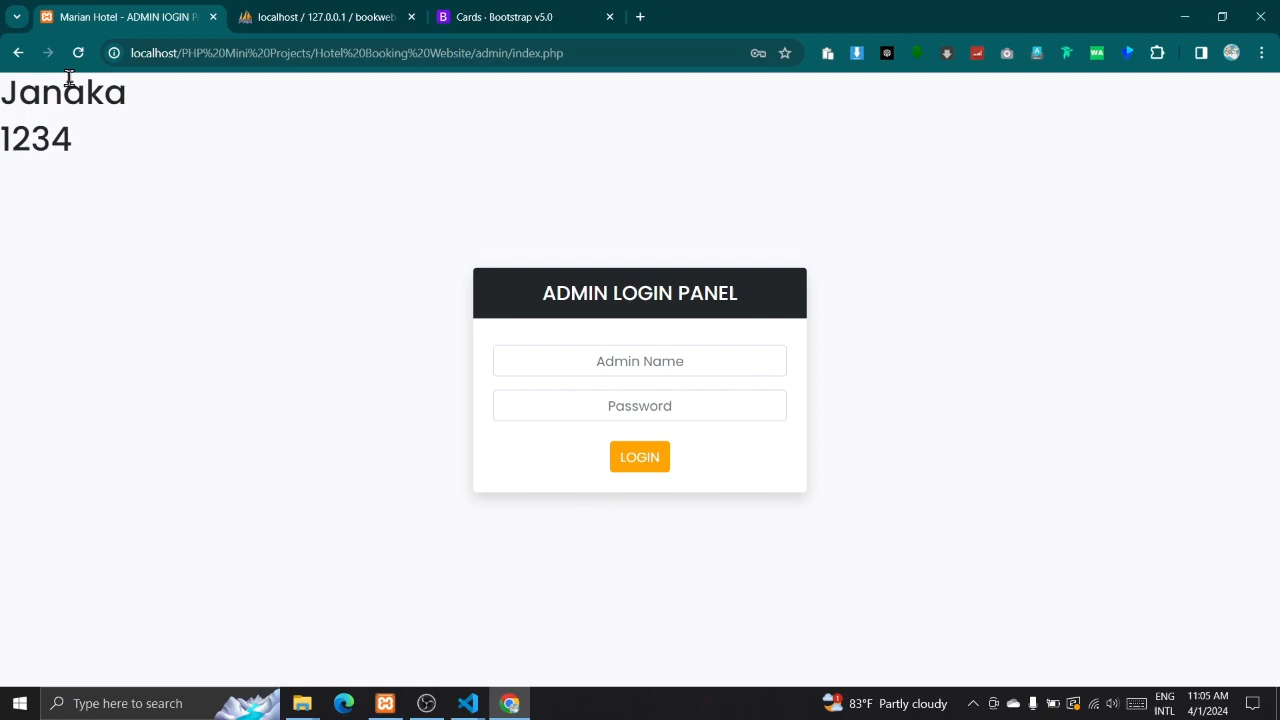 Marian Hotel - ADMIN lOGIN P
localhost / 127.0.0.1 / bookweb
Cards · Bootstrap v5.0
localhost/PHP%20Mini%20Projects/Hotel%20Booking%20Website/admin/index.php
Janaka
1234
ADMIN LOGIN PANEL
Admin Name
Password
LOGIN
Type here to search
83°F Partly cloudy
ENG
INTL
11:05 AM
4/1/2024